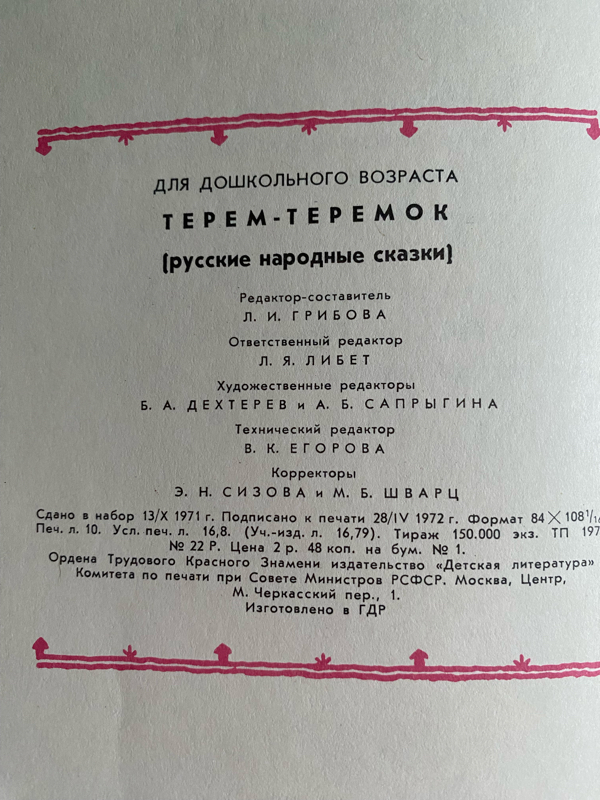 ДЛЯ ДОШКОЛЬНОГО ВОЗРАСТА
ТЕРЕМ-ТЕРЕМОК
(русские народные сказки)
Редактор-составитель
Л. И. ГРИБОВА
Ответственный редактор
Л. Я. ЛИБЕТ
Художественные редакторы
Б. А. ДЕХТЕРЕВ и А. Б. САПРЫГИНА
Технический редактор
В. К. ЕГОРОВА
Корректоры
Э. Н. СИЗОВА и М. Б. ШВАРЦ
Сдано в набор 13/X 1971 г. Подписано к печати 28/IV 1972 г. Формат 84×108¹/₁₆
Печ. л. 10. Усл. печ. л. 16,8. (Уч.-изд. л. 16,79). Тираж 150.000 экз. ТП
№ 22 Р. Цена 2 р. 48 коп. на бум. № 1.
Ордена Трудового Красного Знамени издательство «Детская литература»
Комитета по печати при Совете Министров РСФСР. Москва, Центр,
М. Черкасский пер., 1.
Изготовлено в ГДР